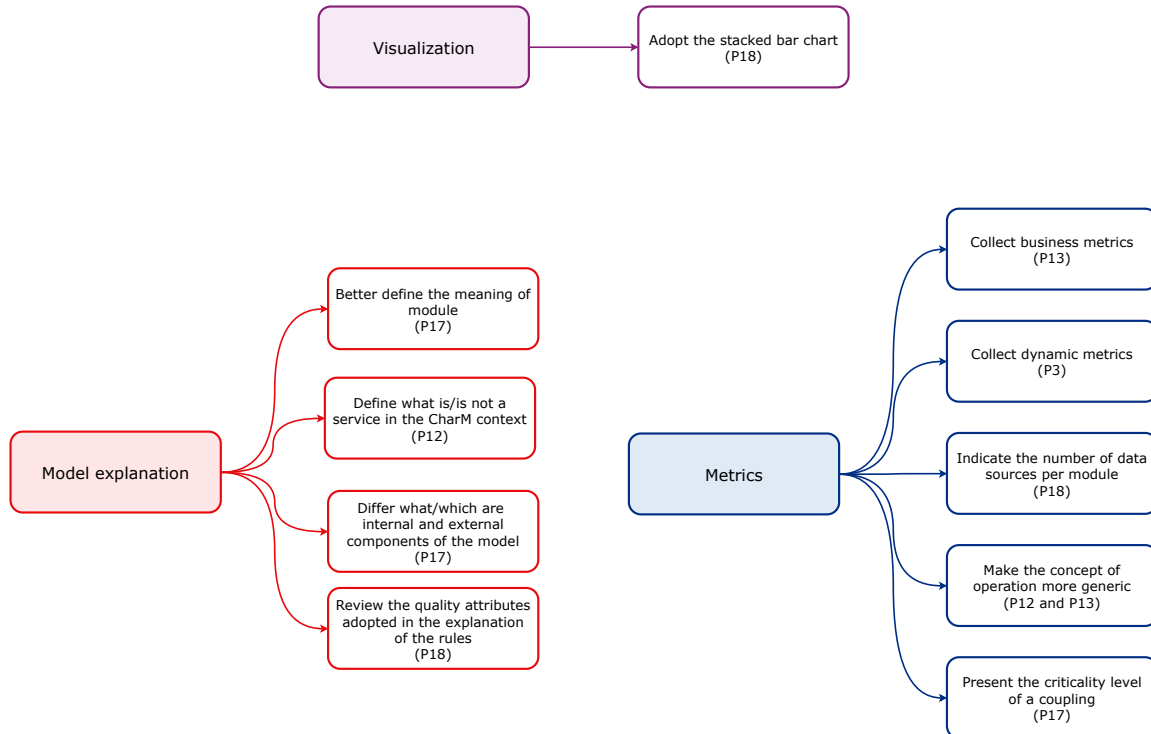 Visualization
Adopt the stacked bar chart
(P18)
Model explanation
Better define the meaning of
module
(P17)
Define what is/is not a
service in the CharM context
(P12)
Differ what/which are
internal and external
components of the model
(P17)
Review the quality attributes
adopted in the explanation
of the rules
(P18)
Metrics
Collect business metrics
(P13)
Collect dynamic metrics
(P3)
Indicate the number of data
sources per module
(P18)
Make the concept of
operation more generic
(P12 and P13)
Present the criticality level
of a coupling
(P17)